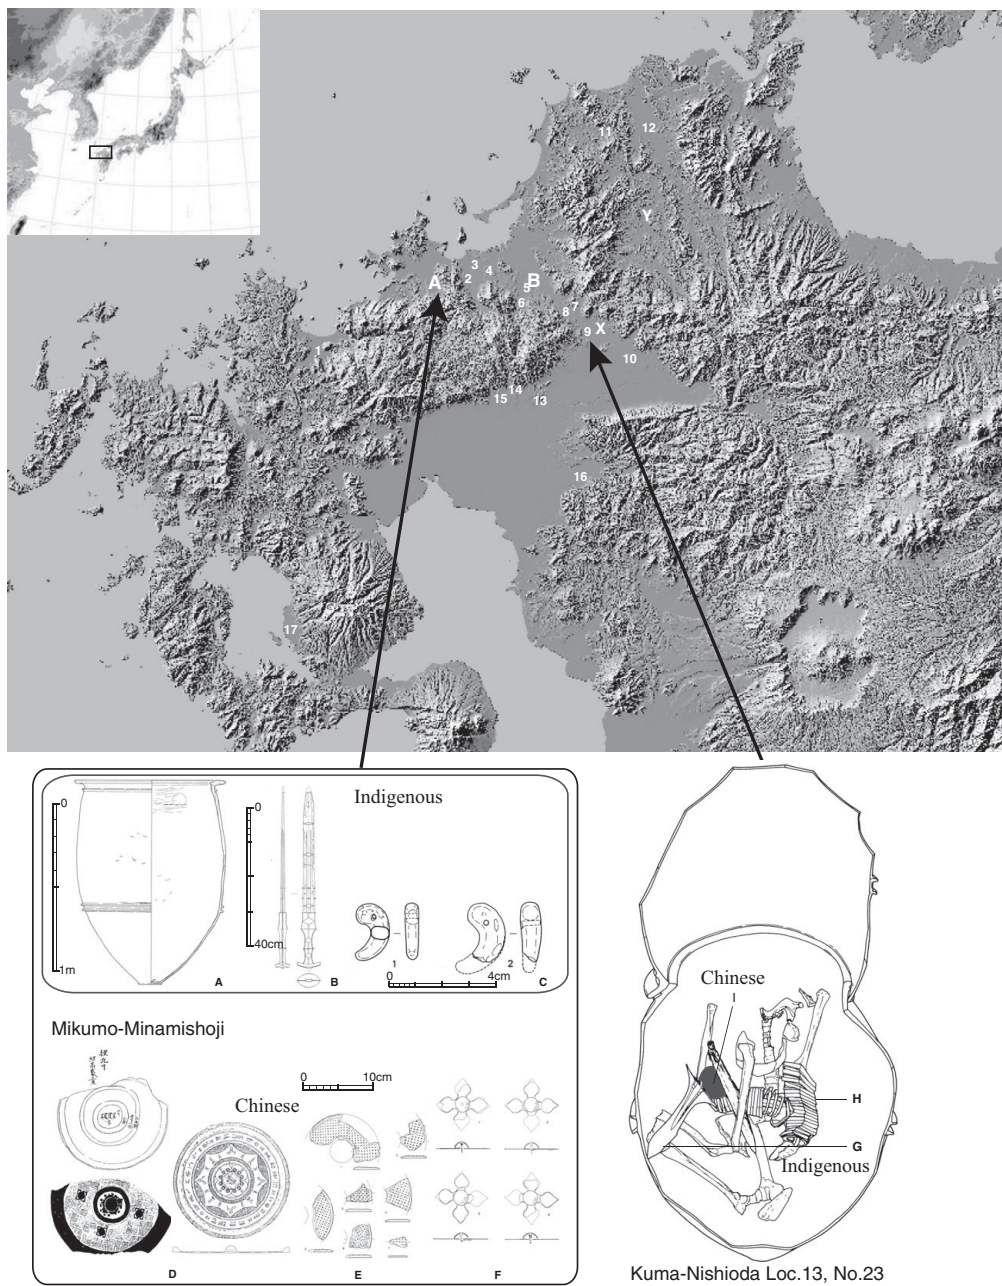 11
12
Y
3
A
2
4
5
B
6
7
8
9
X
1
10
14
15
13
16
17
Indigenous
0
1m
0
40cm
1
2
0
4cm
A
B
C
Mikumo-Minamishoji
0
10cm
Chinese
D
E
F
Chinese
I
H
G
Indigenous
Kuma-Nishioda Loc.13, No.23